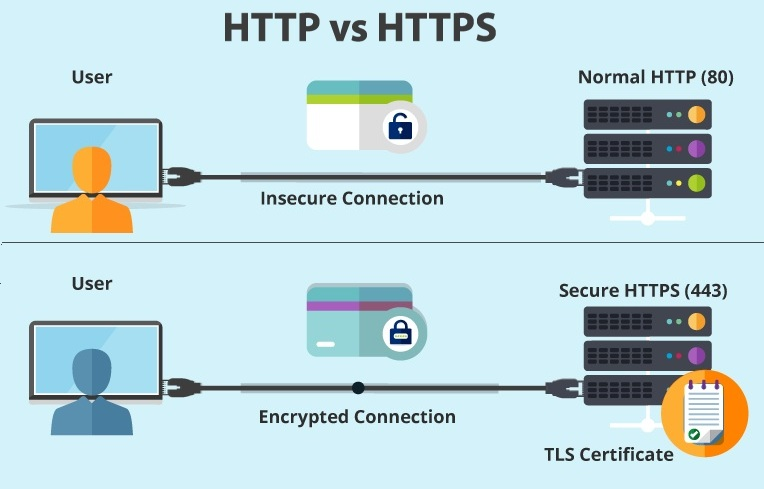 HTTP vs HTTPS
User
Normal HTTP (80)
Insecure Connection
User
Secure HTTPS (443)
Encrypted Connection
TLS Certificate